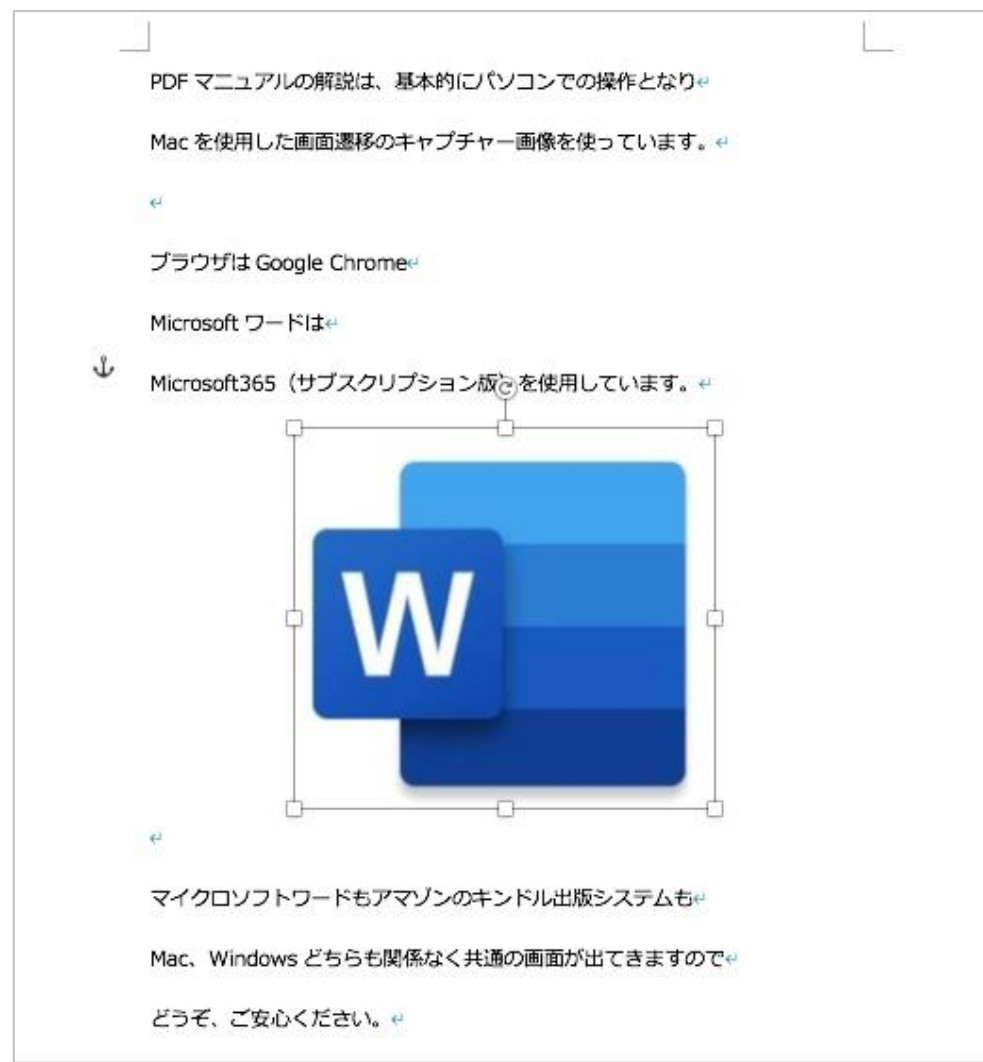 PDF マニュアルの解説は、基本的にパソコンでの操作となり↵
Mac を使用した画面遷移のキャプチャー画像を使っています。↵
↵
ブラウザは Google Chrome↵
Microsoft ワードは↵
Microsoft365（サブスクリプション版）を使用しています。↵
W
↵
マイクロソフトワードもアマゾンのキンドル出版システムも↵
Mac、Windows どちらも関係なく共通の画面が出てきますので↵
どうぞ、ご安心ください。↵